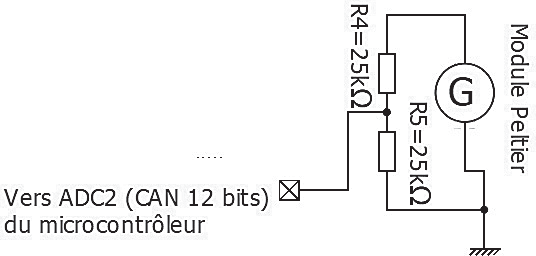 R4=25kΩ
G
Module Peltier
R5=25kΩ
.....
Vers ADC2 (CAN 12 bits)
du microcontrôleur